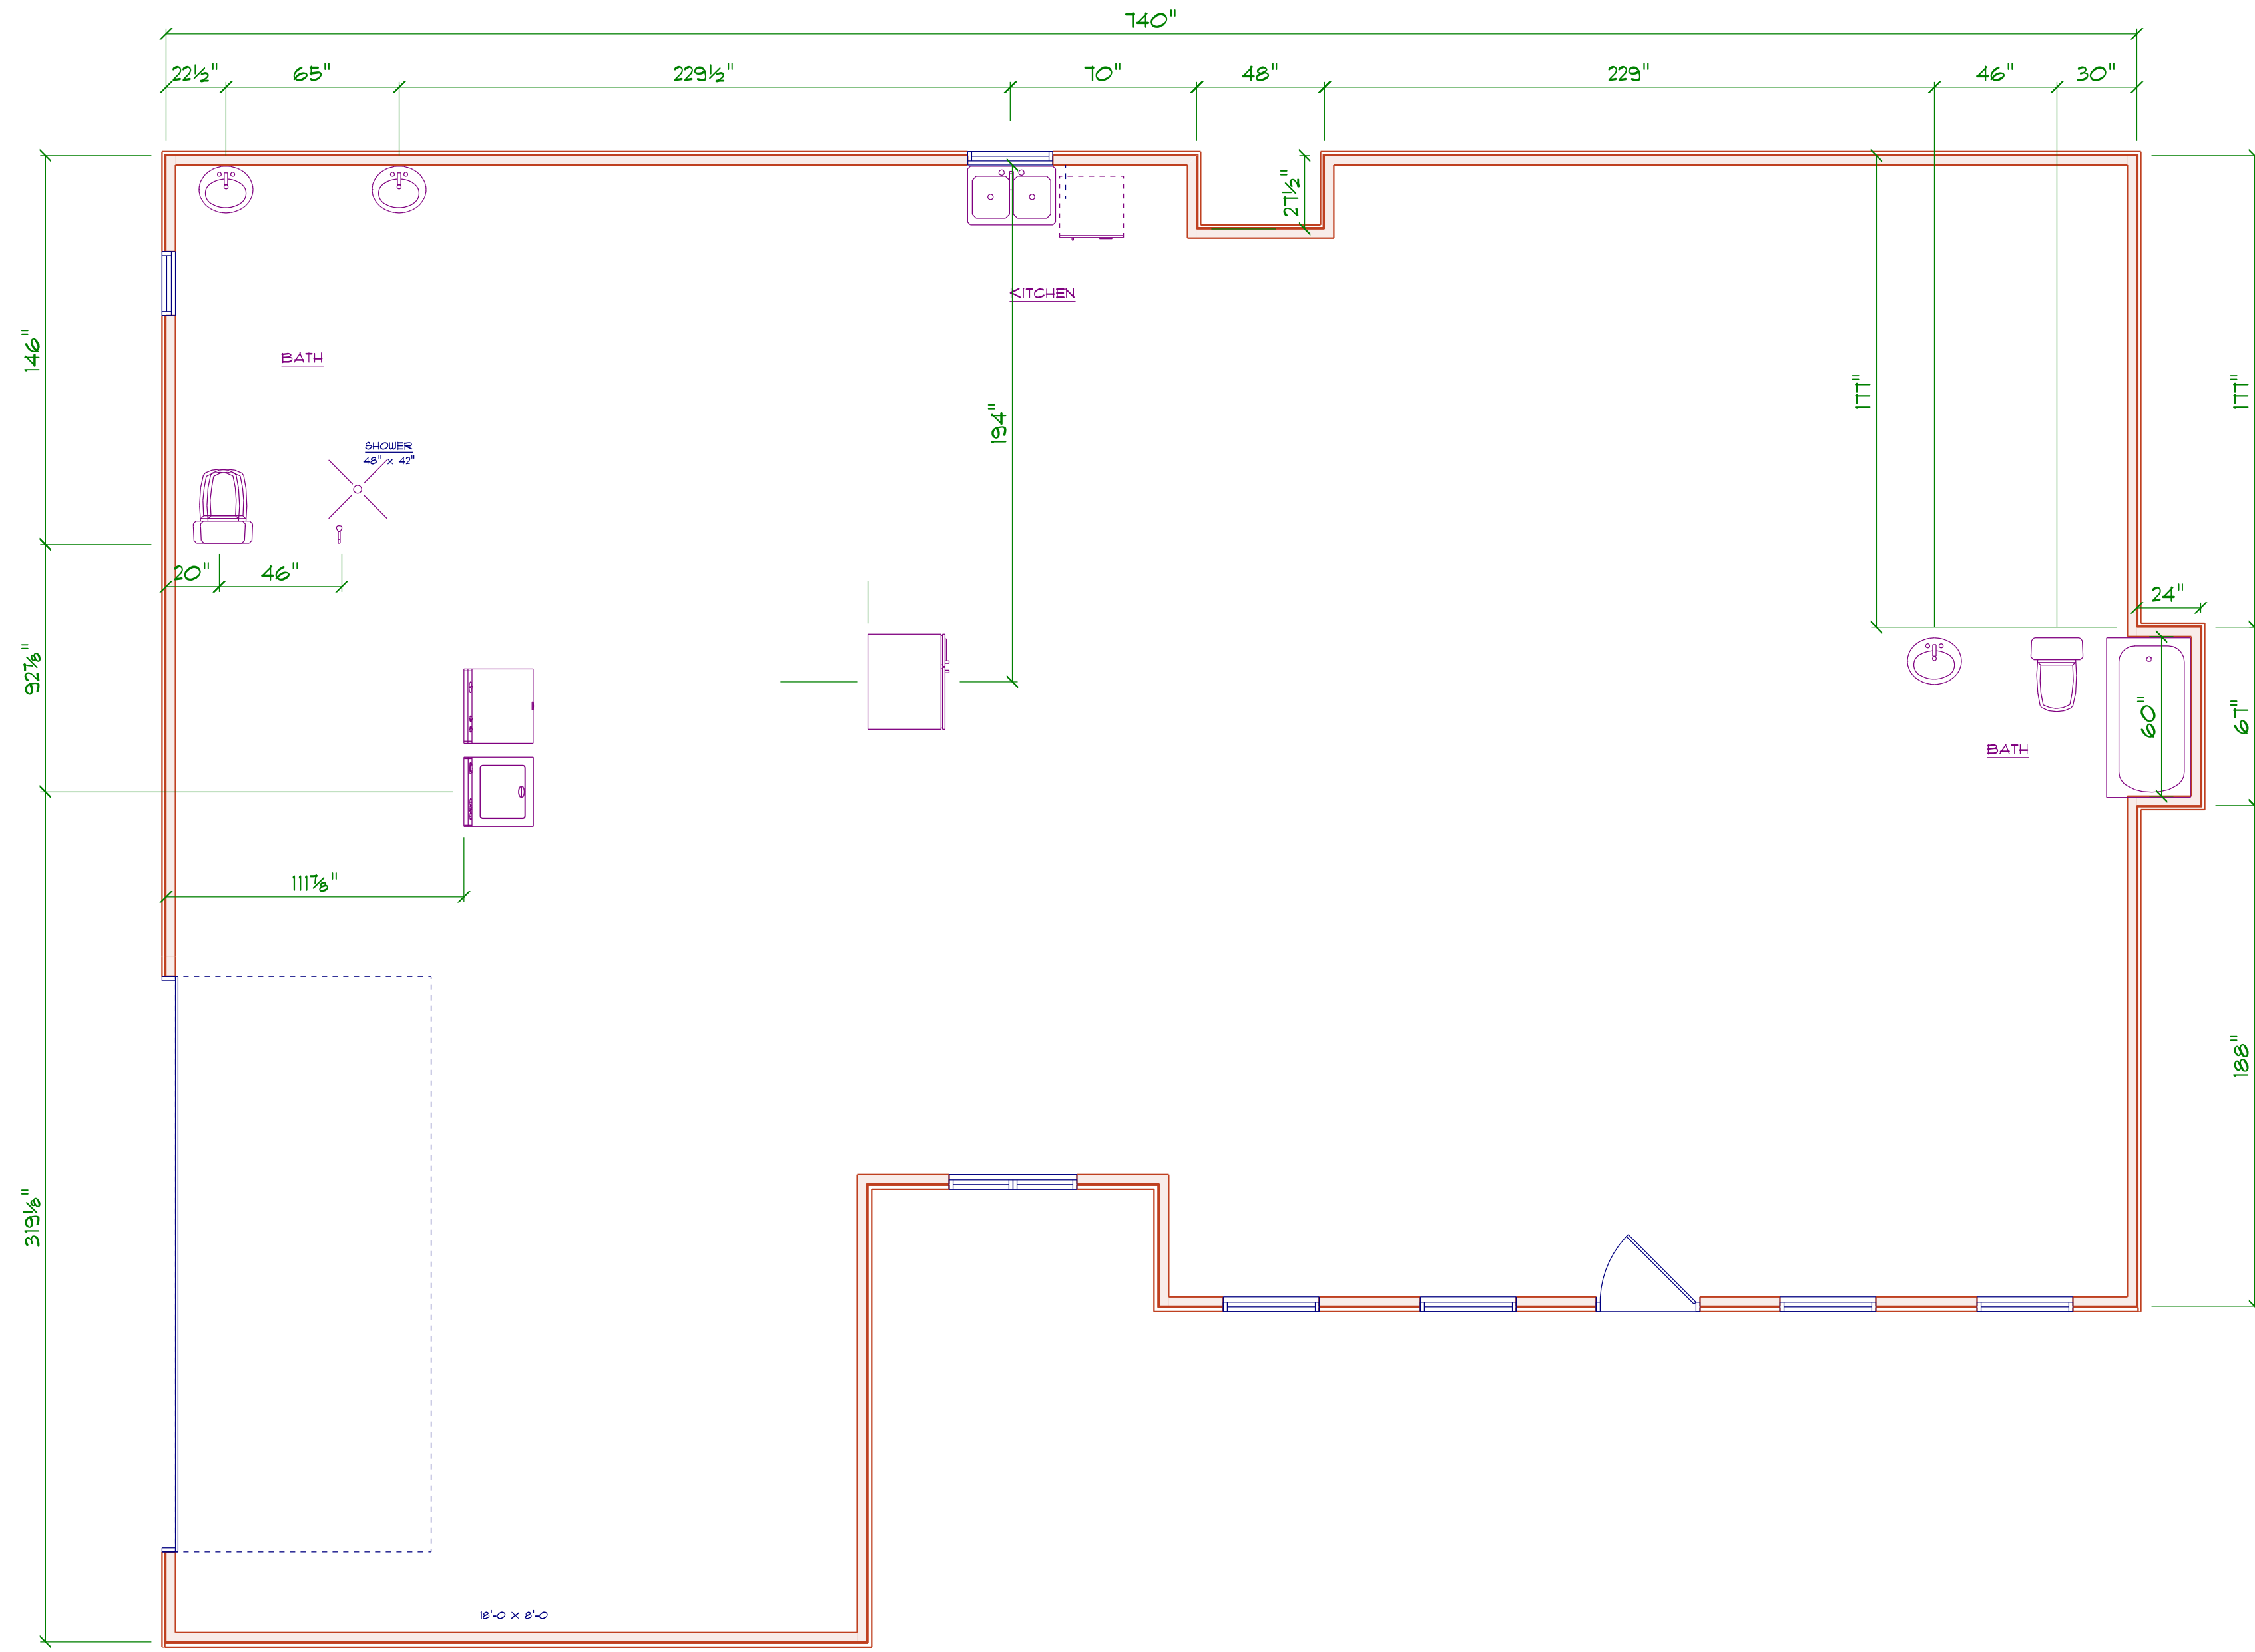 740"
22½" 65" 229½" 70" 48" 229" 46" 30"
27½"
KITCHEN
146"
BATH
177"
177"
194"
SHOWER
48" x 42"
20" 46"
24"
92⅞"
60"
67"
BATH
111⅞"
188"
319⅛"
18'-0 X 8'-0